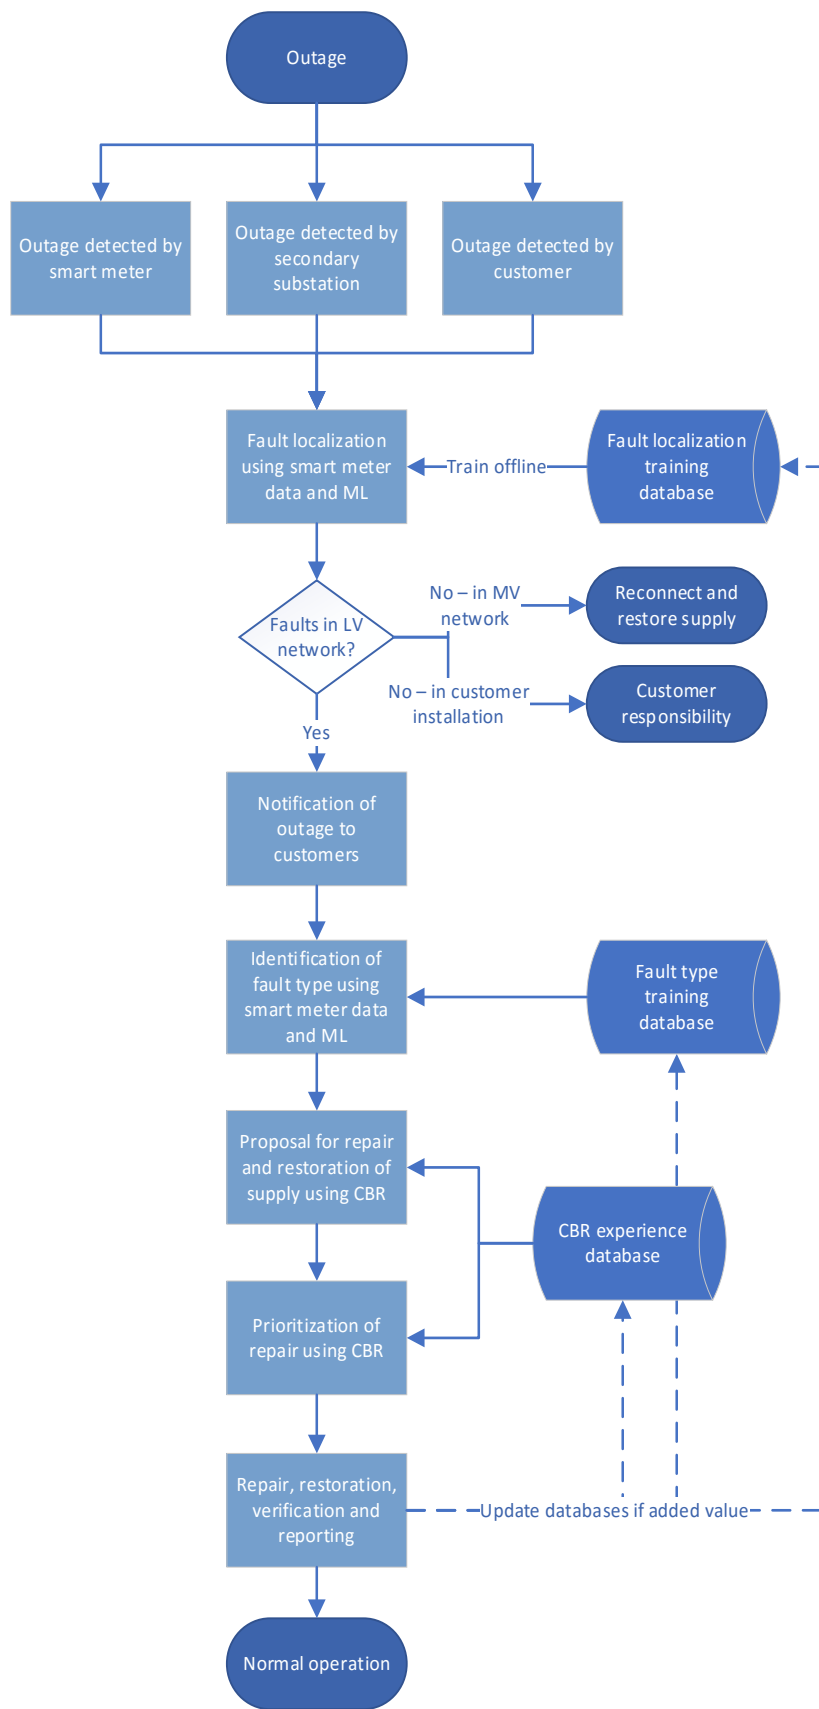 Outage
Outage detected by
smart meter
Outage detected by
secondary
substation
Outage detected by
customer
Fault localization
using smart meter
data and ML
Train offline
Fault localization
training
database
Faults in LV
network?
No – in MV
network
Reconnect and
restore supply
No – in customer
installation
Customer
responsibility
Yes
Notification of
outage to
customers
Identification of
fault type using
smart meter data
and ML
Fault type
training
database
Proposal for repair
and restoration of
supply using CBR
CBR experience
database
Prioritization of
repair using CBR
Repair, restoration,
verification and
reporting
Update databases if added value
Normal operation